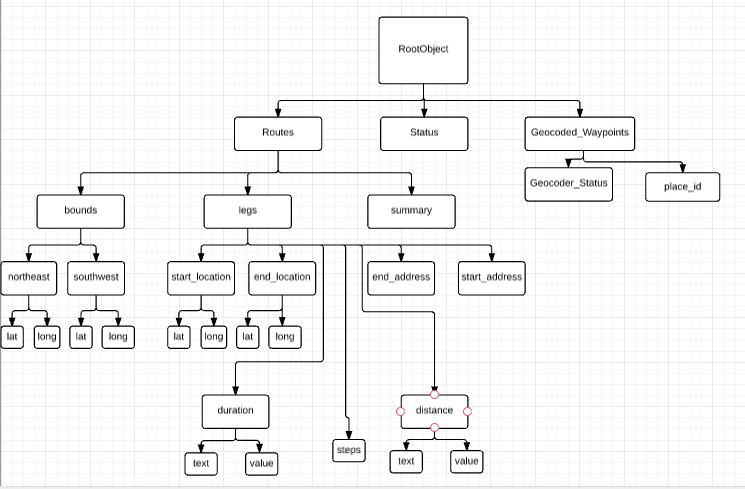 RootObject
Routes
Status
Geocoded_Waypoints
Geocoder_Status
place_id
bounds
legs
summary
northeast
southwest
start_location
end_location
end_address
start_address
lat
long
lat
long
lat
long
lat
long
duration
distance
steps
text
value
text
value